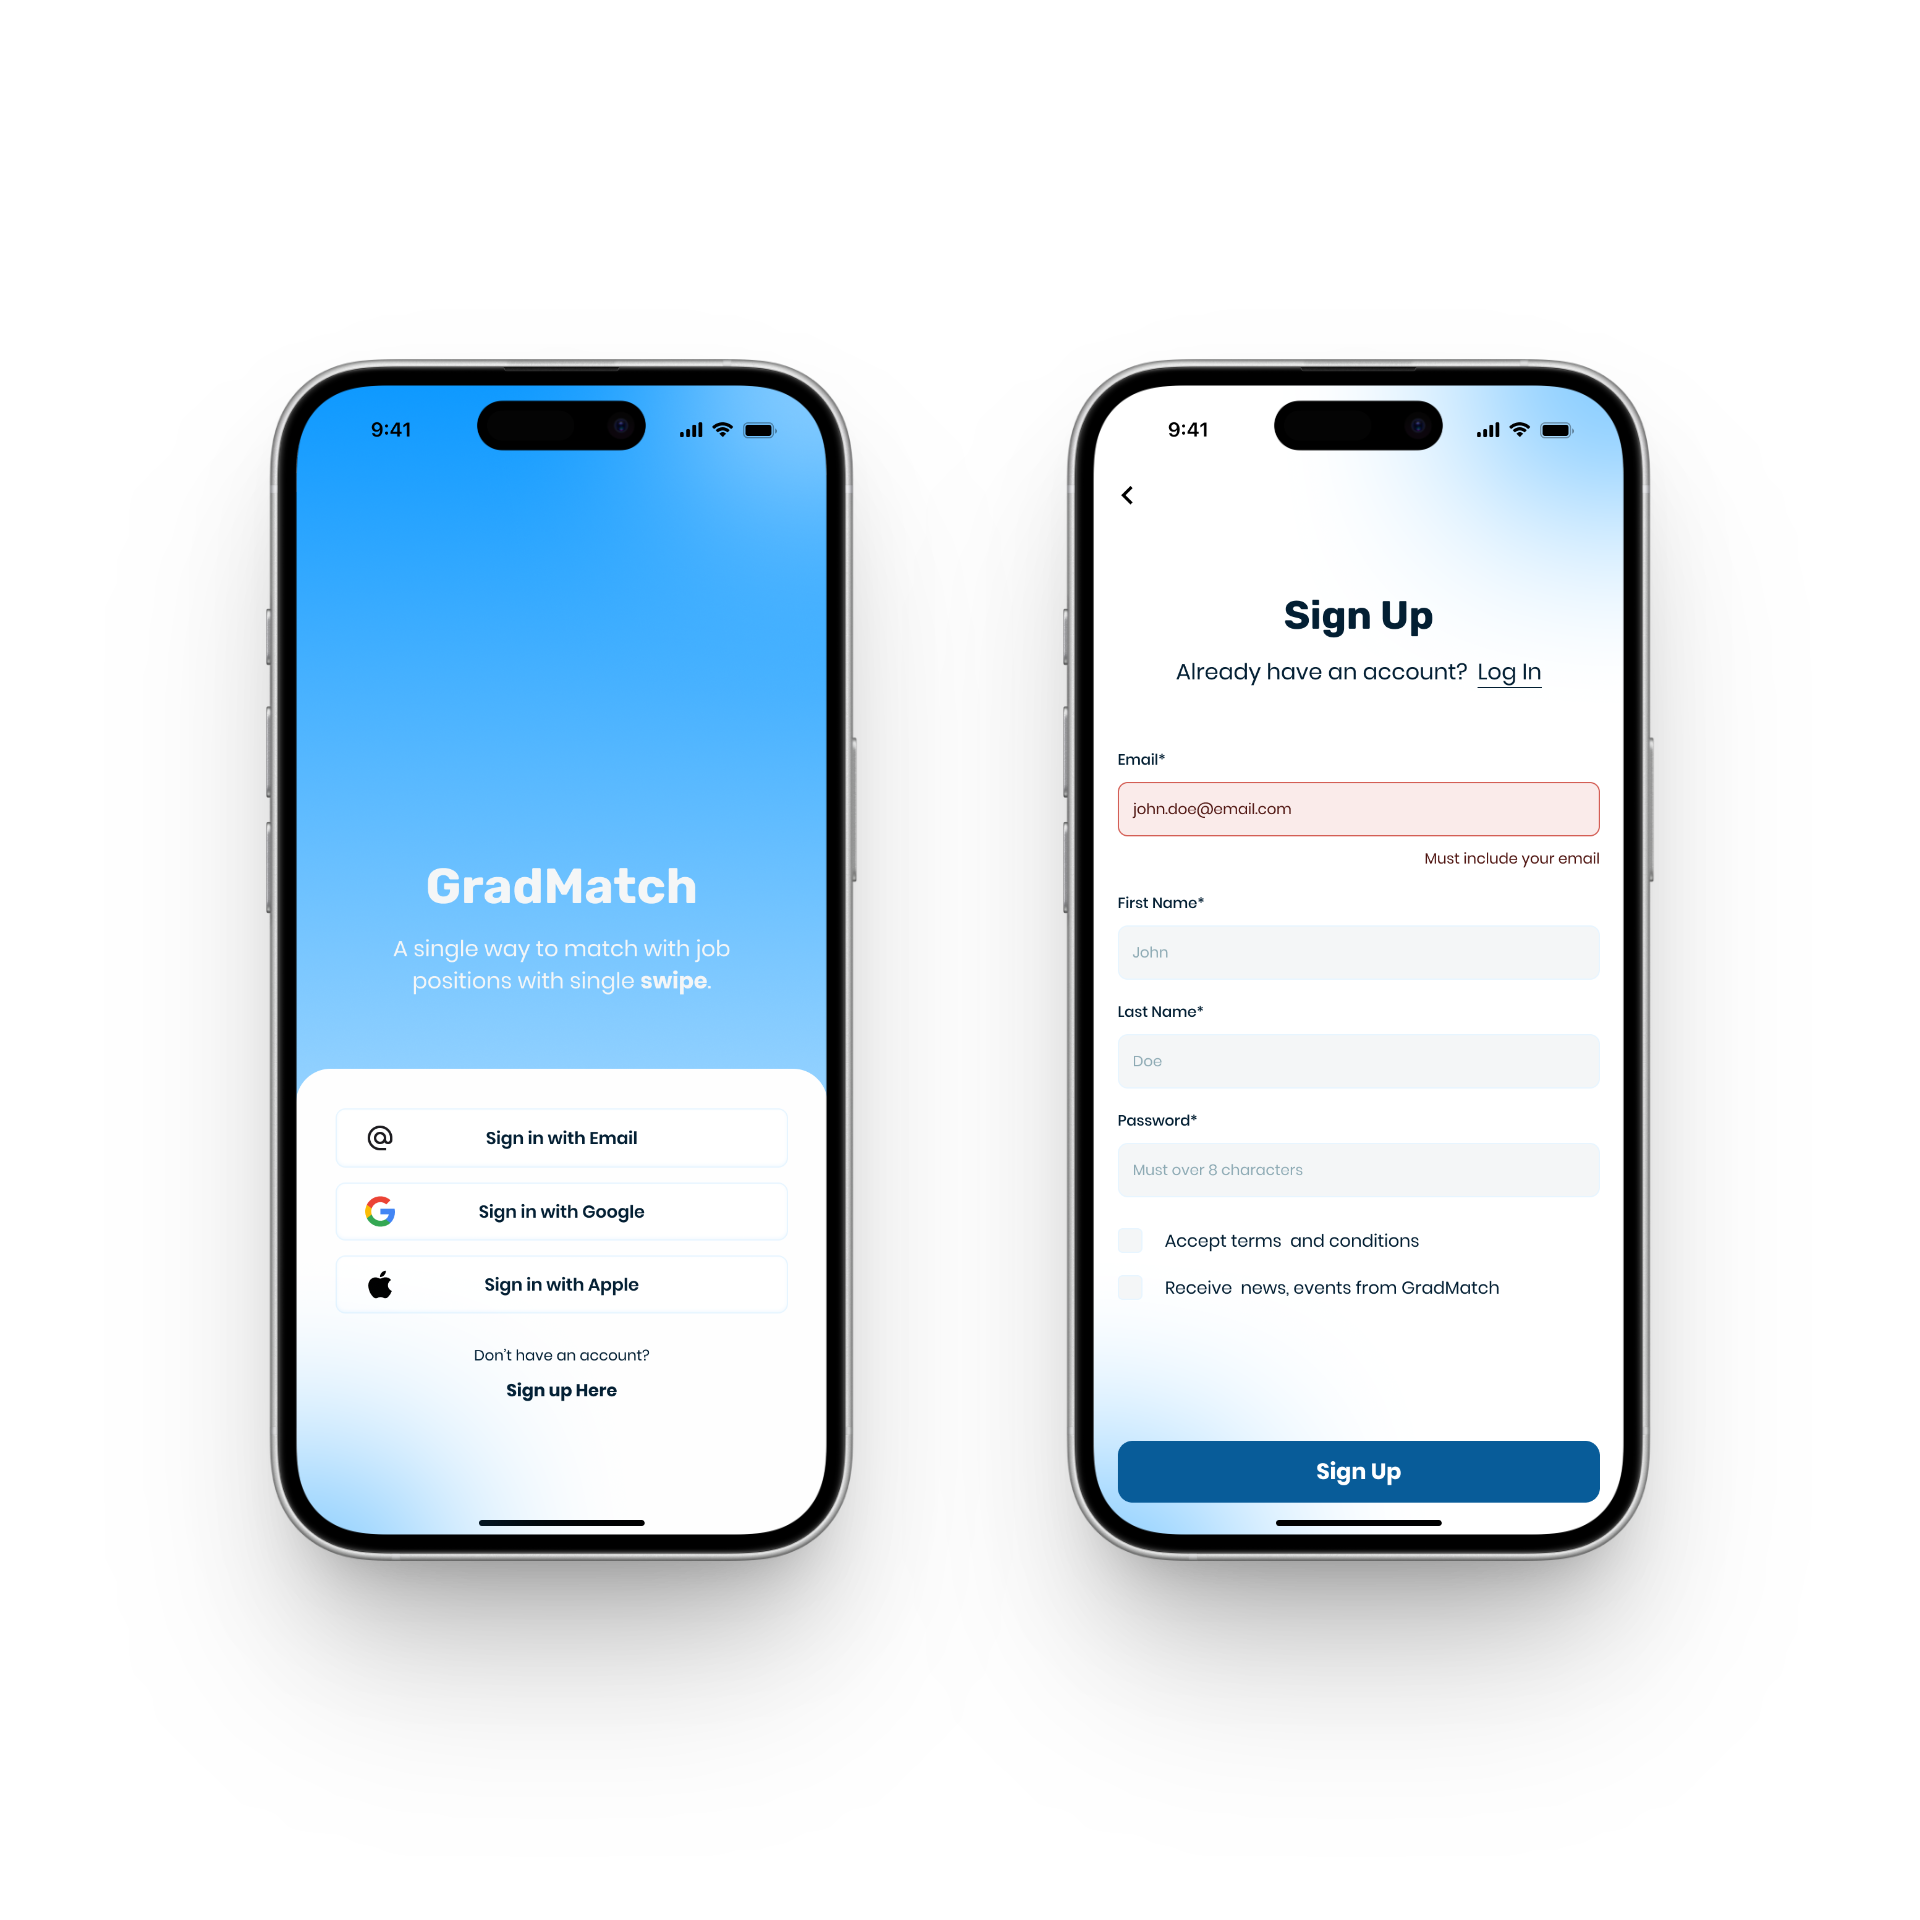 9:41
GradMatch
A single way to match with job
positions with single swipe.
Sign in with Email
Sign in with Google
Sign in with Apple
Don't have an account?
Sign up Here
9:41
Sign Up
Already have an account? Log In
Email*
john.doe@email.com
Must include your email
First Name*
John
Last Name*
Doe
Password*
Must over 8 characters
Accept terms  and conditions
Receive  news, events from GradMatch
Sign Up